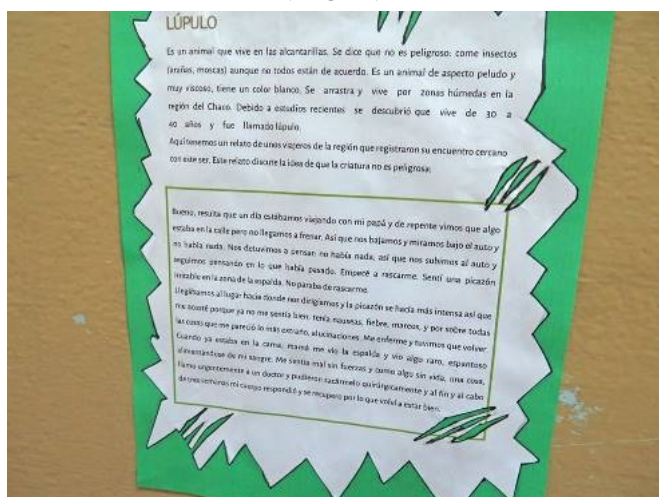 LÚPULO
Es un animal que vive en las alcantarillas. Se dice que no es peligroso: come insectos
(arañas, moscas) aunque no todos están de acuerdo. Es un animal de aspecto peludo y
muy viscoso, tiene un color blanco. Se arrastra y vive por zonas húmedas en la
región del Chaco. Debido a estudios recientes se descubrió que vive de 30 a
40 años y fue llamado lúpulo.
Aquí tenemos un relato de unos viajeros de la región que registraron su encuentro cercano
con este ser. Este relato discute la idea de que la criatura no es peligrosa:
Bueno, resulta que un día estábamos viajando con mi papá y de repente vimos que algo
estaba en la calle pero no llegamos a frenar. Así que nos bajamos y miramos bajo el auto y
no había nada. Nos detuvimos a pensar: no había nada, así que nos subimos al auto y
seguimos pensando en lo que había pasado. Empecé a rascarme. Sentí una picazón
irritable en la zona de la espalda. No paraba de rascarme.
Llegábamos al lugar hacia donde nos dirigíamos y la picazón se hacía más intensa así que
me acosté porque ya no me sentía bien, tenía nauseas, fiebre, mareos, y por sobre todas
las cosas que me pareció lo más extraño, alucinaciones. Me enferme y tuvimos que volver
Cuando ya estaba en la cama, mamá me vio la espalda y vio algo raro, espantoso
alimentándose de mi sangre. Me sentía mal sin fuerzas y como algo sin vida, una cosa,
llamo urgentemente a un doctor y pudieron sacármelo quirúrgicamente y al fin y al cabo
de tres semanas mi cuerpo respondió y se recupero por lo que volví a estar bien.